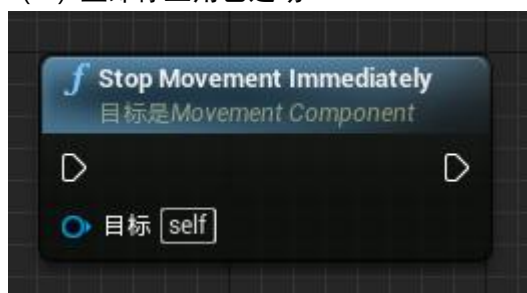 Stop Movement Immediately
目标是Movement Component
目标 self